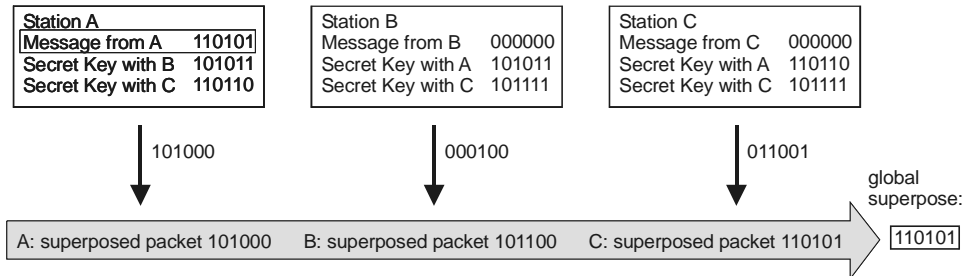 Station A
Message from A 110101
Secret Key with B 101011
Secret Key with C 110110
Station B
Message from B 000000
Secret Key with A 101011
Secret Key with C 101111
Station C
Message from C 000000
Secret Key with A 110110
Secret Key with C 101111
101000
000100
011001
global
superpose:
A: superposed packet 101000
B: superposed packet 101100
C: superposed packet 110101
110101